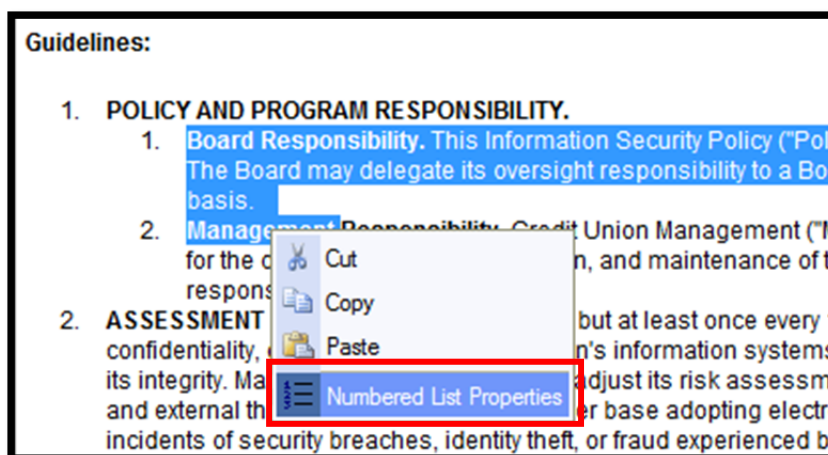 Guidelines:
1. POLICY AND PROGRAM RESPONSIBILITY.
1. Board Responsibility. This Information Security Policy ("Pol
The Board may delegate its oversight responsibility to a Bo
basis.
2. Management Responsibility. Credit Union Management ("M
for the n, and maintenance of t
respons
Cut
Copy
Paste
Numbered List Properties
2. ASSESSMENT but at least once every
confidentiality, n's information systems
its integrity. Ma adjust its risk assessm
and external th er base adopting electr
incidents of security breaches, identity theft, or fraud experienced b